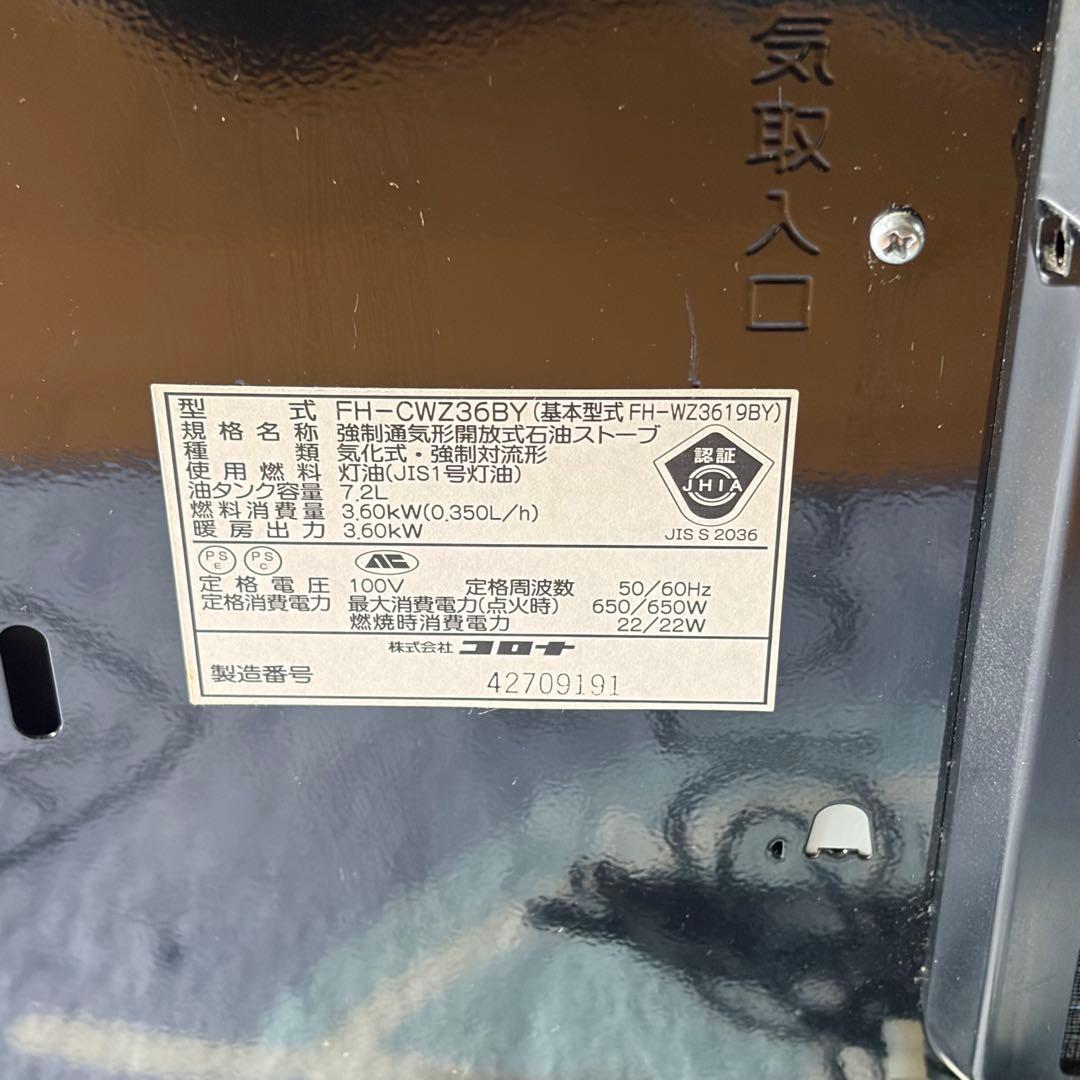 気取入口
型式 FH-CWZ36BY(基本型式 FH-WZ3619BY)
規格名称 強制通気形開放式石油ストーブ
種類 気化式・強制対流形
使用燃料 灯油(JIS1号灯油)
油タンク容量 7.2L
燃料消費量 3.60kW(0.350L/h)
暖房出力 3.60kW
認証
JHIA
JIS S 2036
PS E PS C
定格電圧 100V 定格周波数 50/60Hz
定格消費電力 最大消費電力(点火時) 650/650W
燃焼時消費電力 22/22W
株式会社 コロナ
製造番号 42709191